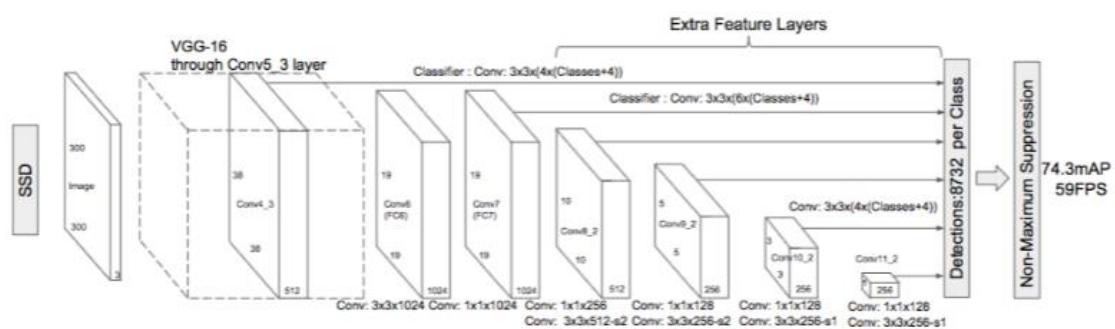 Extra Feature Layers
VGG-16
through Conv5_3 layer
Classifier : Conv: 3x3x(4x(Classes+4))
Classifier : Conv: 3x3x(6x(Classes+4))
SSD
300
Image
300
3
38
Conv4_3
38
512
19
Conv6
(FC6)
19
1024
19
Conv7
(FC7)
19
1024
10
Conv8_2
10
512
5
Conv9_2
5
256
Conv: 3x3x(4x(Classes+4))
3
Conv10_2
3
256
Conv11_2
256
Conv: 3x3x1024
Conv: 1x1x1024
Conv: 1x1x256
Conv: 3x3x512-s2
Conv: 1x1x128
Conv: 3x3x256-s2
Conv: 1x1x128
Conv: 3x3x256-s1
Conv: 1x1x128
Conv: 3x3x256-s1
Detections:8732 per Class
Non-Maximum Suppression
74.3mAP
59FPS